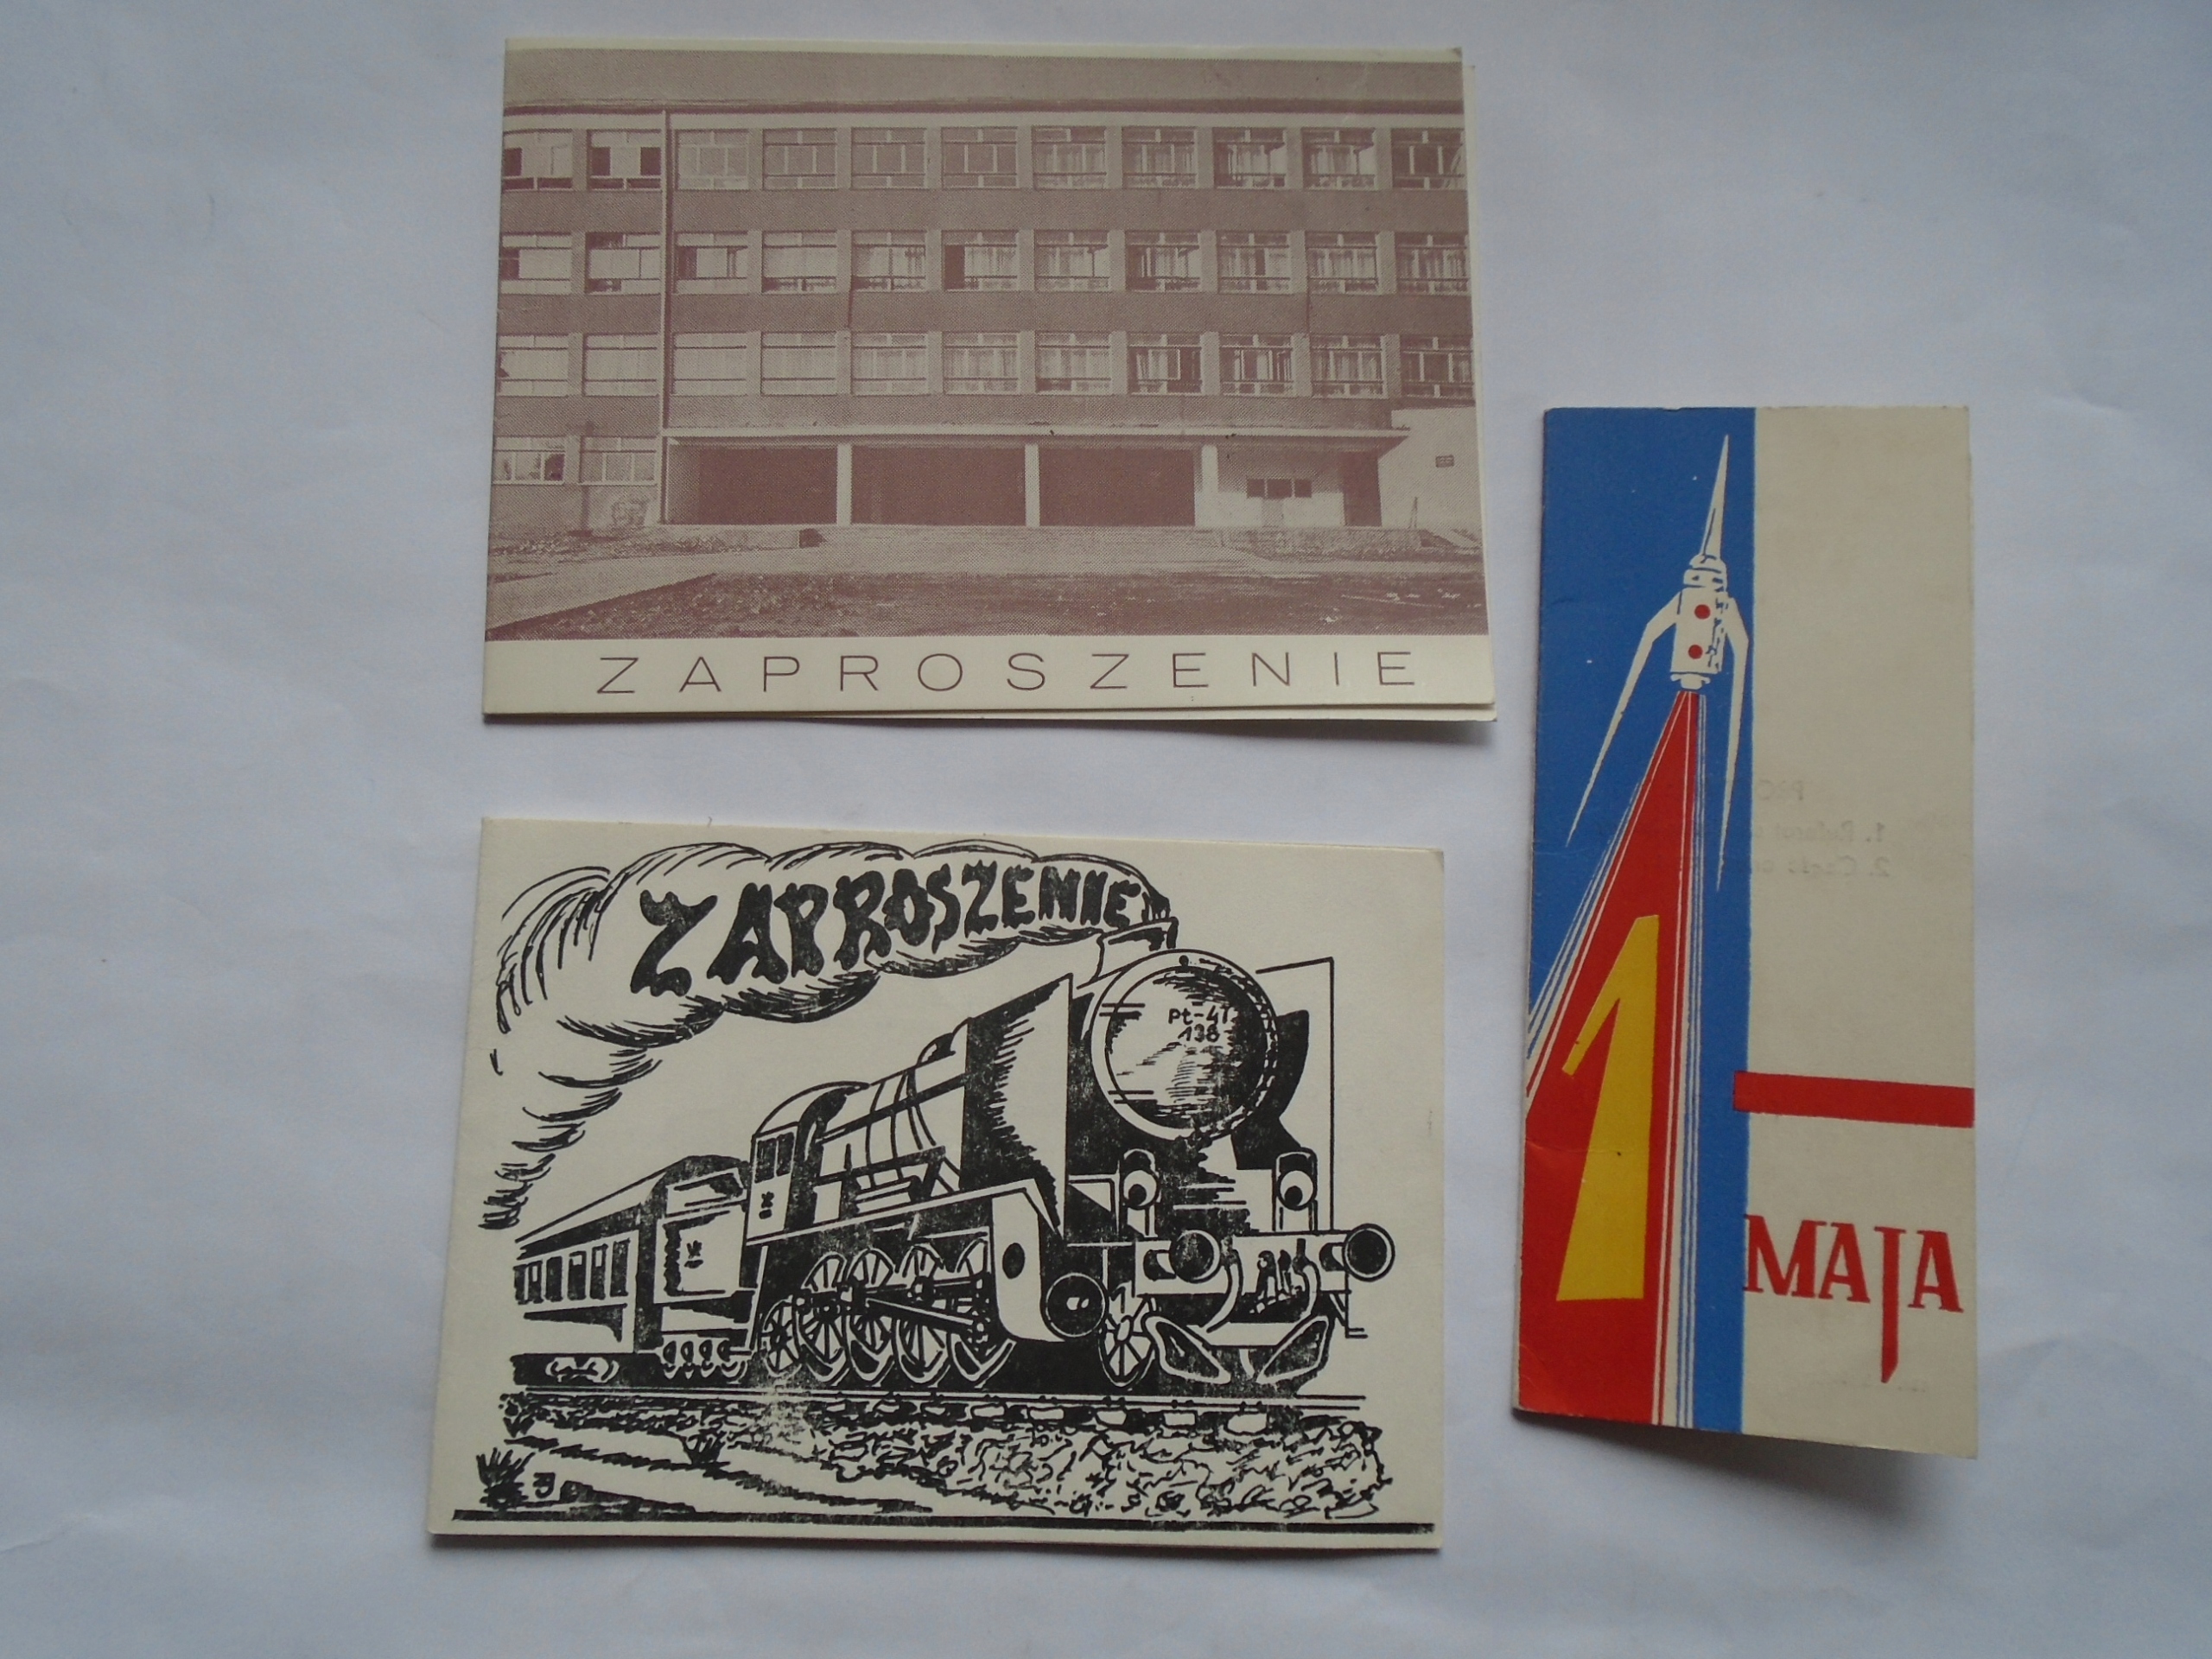 ZAPROSZENIE
ZAPROSZENIE
Pt-47
138
1
MAJA